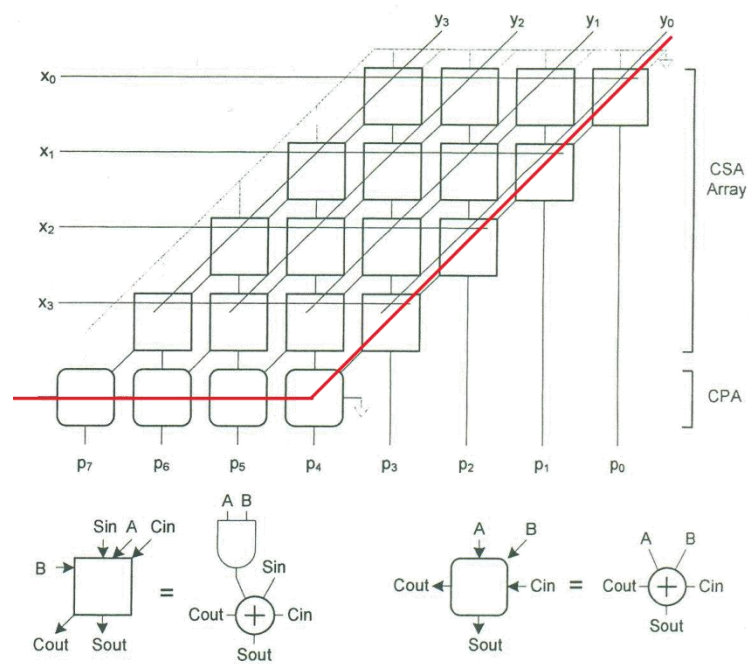 y3 y2 y1 y0
x0
x1
CSA
Array
x2
x3
CPA
p7 p6 p5 p4 p3 p2 p1 p0
A B
Sin A Cin
B
=
Sin
Cout + Cin
Cout Sout
Sout
A
B
Cout
Cin
=
A B
Cout + Cin
Sout
Sout